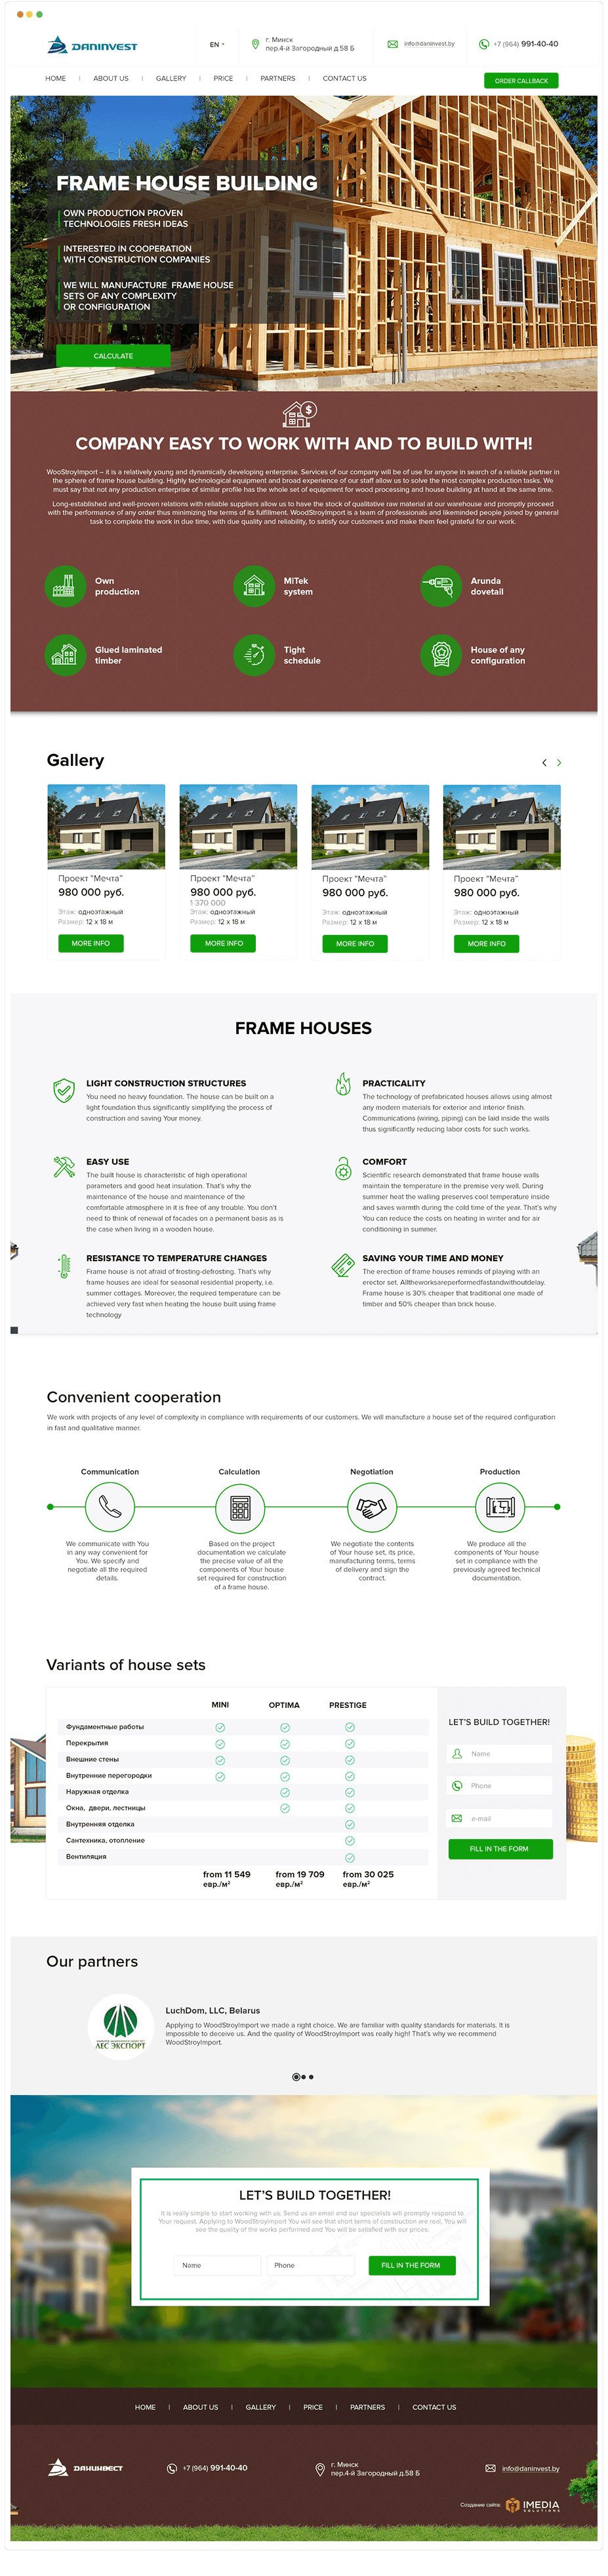 DANINVEST
EN
г. Минск
пер.4-й Загородный д.58 Б
info@daninvest.by
+7 (964) 991-40-40
HOME | ABOUT US | GALLERY | PRICE | PARTNERS | CONTACT US
ORDER CALLBACK
FRAME HOUSE BUILDING
OWN PRODUCTION PROVEN
TECHNOLOGIES FRESH IDEAS
INTERESTED IN COOPERATION
WITH CONSTRUCTION COMPANIES
WE WILL MANUFACTURE FRAME HOUSE
SETS OF ANY COMPLEXITY
OR CONFIGURATION
CALCULATE
COMPANY EASY TO WORK WITH AND TO BUILD WITH!
WooStroyImport – it is a relatively young and dynamically developing enterprise. Services of our company will be of use for anyone in search of a reliable partner in
the sphere of frame house building. Highly technological equipment and broad experience of our staff allow us to solve the most complex production tasks. We
must say that not any production enterprise of similar profile has the whole set of equipment for wood processing and house building at hand at the same time.
Long-established and well-proven relations with reliable suppliers allow us to have the stock of qualitative raw material at our warehouse and promptly proceed
with the performance of any order thus minimizing the terms of its fulfillment. WoodStroyImport is a team of professionals and likeminded people joined by general
task to complete the work in due time, with due quality and reliability, to satisfy our customers and make them feel grateful for our work.
Own
production
MiTek
system
Arunda
dovetail
Glued laminated
timber
Tight
schedule
House of any
configuration
Gallery
Проект "Мечта"
980 000 руб.
Этаж: одноэтажный
Размер: 12 х 18 м
MORE INFO
Проект "Мечта"
980 000 руб.
1 370 000
Этаж: одноэтажный
Размер: 12 х 18 м
MORE INFO
Проект "Мечта"
980 000 руб.
Этаж: одноэтажный
Размер: 12 х 18 м
MORE INFO
Проект "Мечта"
980 000 руб.
Этаж: одноэтажный
Размер: 12 х 18 м
MORE INFO
FRAME HOUSES
LIGHT CONSTRUCTION STRUCTURES
You need no heavy foundation. The house can be built on a
light foundation thus significantly simplifying the process of
construction and saving Your money.
PRACTICALITY
The technology of prefabricated houses allows using almost
any modern materials for exterior and interior finish.
Communications (wiring, piping) can be laid inside the walls
thus significantly reducing labor costs for such works.
EASY USE
The built house is characteristic of high operational
parameters and good heat insulation. That's why the
maintenance of the house and maintenance of the
comfortable atmosphere in it is free of any trouble. You don't
need to think of renewal of facades on a permanent basis as is
the case when living in a wooden house.
COMFORT
Scientific research demonstrated that frame house walls
maintain the temperature in the premise very well. During
summer heat the walling preserves cool temperature inside
and saves warmth during the cold time of the year. That's why
You can reduce the costs on heating in winter and for air
conditioning in summer.
RESISTANCE TO TEMPERATURE CHANGES
Frame house is not afraid of frosting-defrosting. That's why
frame houses are ideal for seasonal residential property, i.e.
summer cottages. Moreover, the required temperature can be
achieved very fast when heating the house built using frame
technology
SAVING YOUR TIME AND MONEY
The erection of frame houses reminds of playing with an
erector set. Alltheworksareperformedfastandwithoutdelay.
Frame house is 30% cheaper that traditional one made of
timber and 50% cheaper than brick house.
Convenient cooperation
We work with projects of any level of complexity in compliance with requirements of our customers. We will manufacture a house set of the required configuration
in fast and qualitative manner.
Communication
Calculation
Negotiation
Production
We communicate with You
in any way convenient for
You. We specify and
negotiate all the required
details.
Based on the project
documentation we calculate
the precise value of all the
components of Your house
set required for construction
of a frame house.
We negotiate the contents
of Your house set, its price,
manufacturing terms, terms
of delivery and sign the
contract.
We produce all the
components of Your house
set in compliance with the
previously agreed technical
documentation.
Variants of house sets
MINI OPTIMA PRESTIGE
Фундаментные работы
Перекрытия
Внешние стены
Внутренние перегородки
Наружная отделка
Окна, двери, лестницы
Внутренняя отделка
Сантехника, отопление
Вентиляция
from 11 549 from 19 709 from 30 025
евр./м² евр./м² евр./м²
LET'S BUILD TOGETHER!
Name
Phone
e-mail
FILL IN THE FORM
Our partners
ЛЕС ЭКСПОРТ
LuchDom, LLC, Belarus
Applying to WoodStroyImport we made a right choice. We are familiar with quality standards for materials. It is
impossible to deceive us. And the quality of WoodStroyImport was really high! That's why we recommend
WoodStroyImport.
LET'S BUILD TOGETHER!
It is really simple to start working with us. Send us an email and our specialists will promptly respond to
Your request. Applying to WoodStroyImport You will see that short terms of construction are real, You will
see the quality of the works performed and You will be satisfied with our prices.
Name
Phone
FILL IN THE FORM
HOME | ABOUT US | GALLERY | PRICE | PARTNERS | CONTACT US
ДАНИНВЕСТ
+7 (964) 991-40-40
г. Минск
пер.4-й Загородный д.58 Б
info@daninvest.by
Создание сайта:
IMEDIA
SOLUTIONS